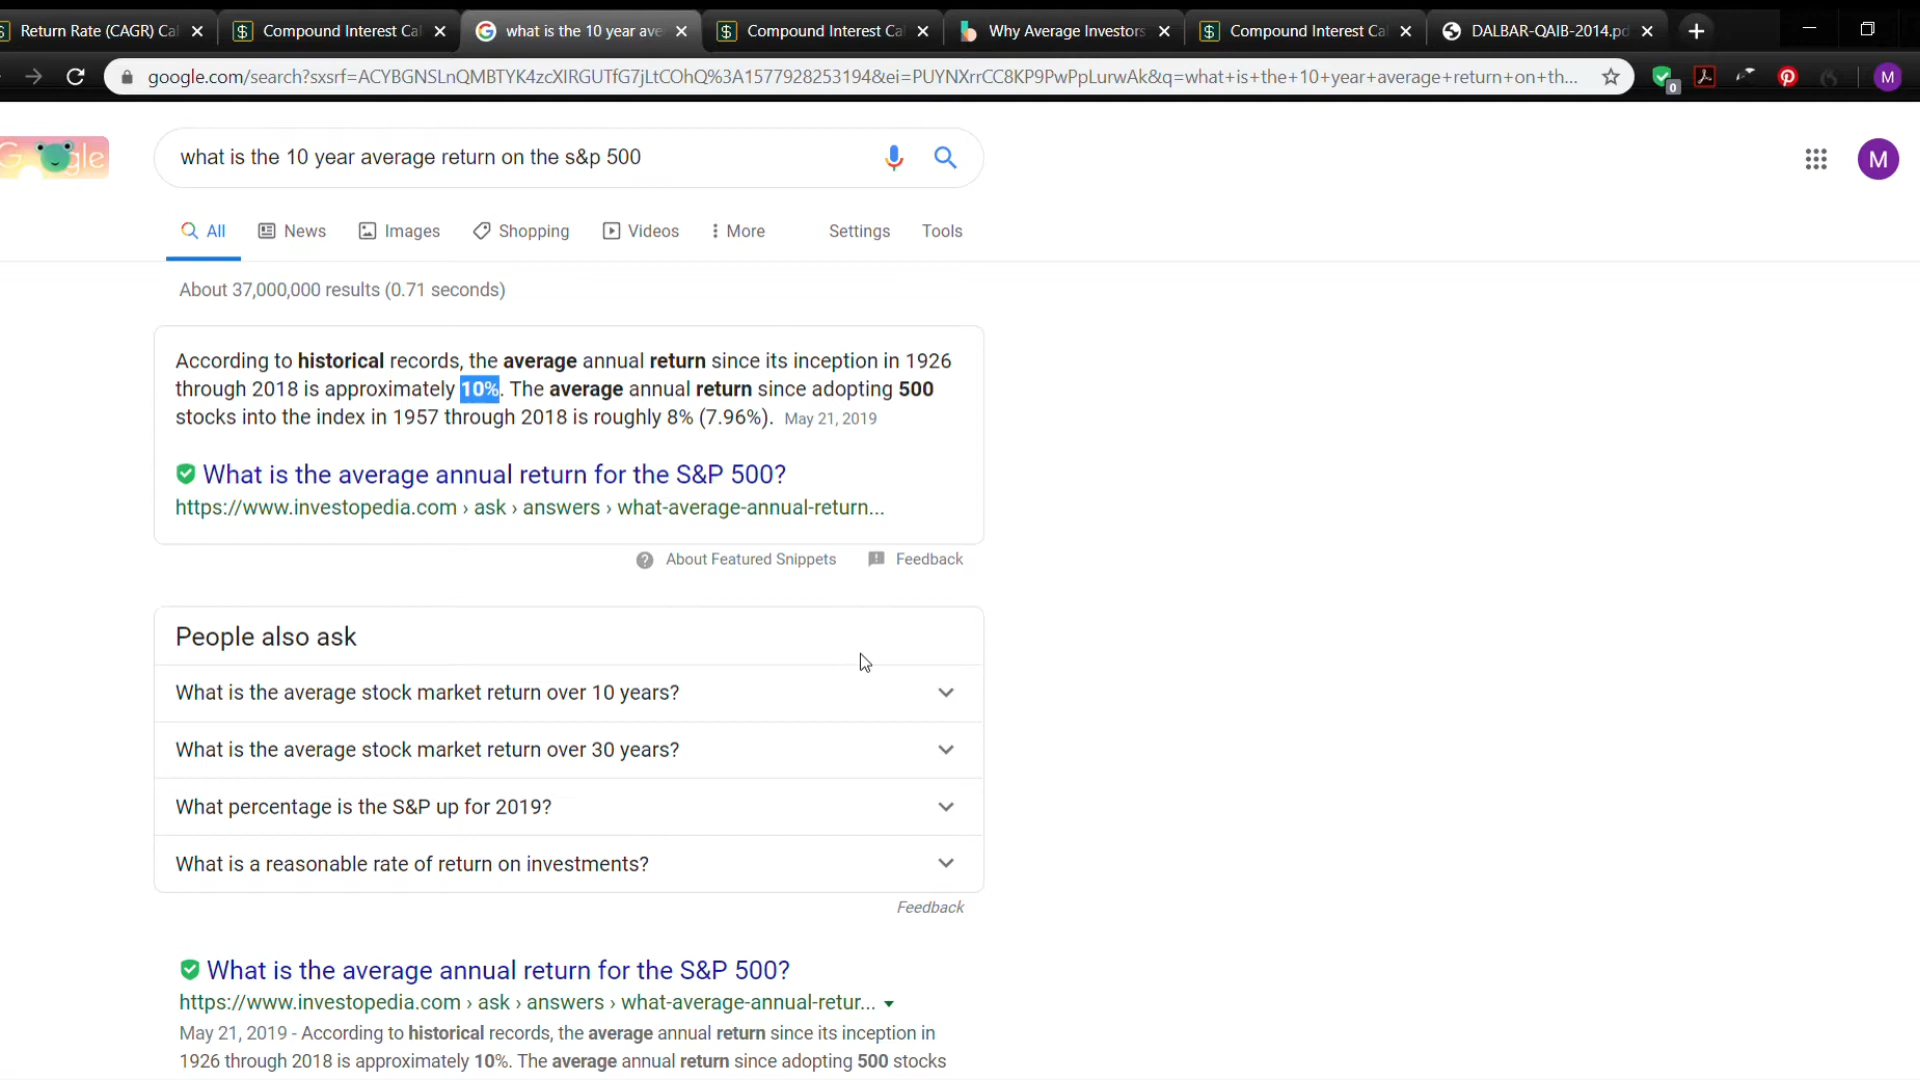 Return Rate (CAGR) Ca
Compound Interest Ca
what is the 10 year ave
Compound Interest Ca
Why Average Investors
Compound Interest Ca
DALBAR-QAIB-2014.pd
google.com/search?sxsrf=ACYBGNSLnQMBTYK4zcXIRGUTfG7jLtCOhQ%3A1577928253194&ei=PUYNXrrCC8KP9PwPpLurwAk&q=what+is+the+10+year+average+return+on+th...
0
M
G gle
what is the 10 year average return on the s&p 500
M
All
News
Images
Shopping
Videos
More
Settings
Tools
About 37,000,000 results (0.71 seconds)
According to historical records, the average annual return since its inception in 1926
through 2018 is approximately 10%. The average annual return since adopting 500
stocks into the index in 1957 through 2018 is roughly 8% (7.96%). May 21, 2019
What is the average annual return for the S&P 500?
https://www.investopedia.com › ask › answers › what-average-annual-return...
About Featured Snippets
Feedback
People also ask
What is the average stock market return over 10 years?
What is the average stock market return over 30 years?
What percentage is the S&P up for 2019?
What is a reasonable rate of return on investments?
Feedback
What is the average annual return for the S&P 500?
https://www.investopedia.com › ask › answers › what-average-annual-retur...
May 21, 2019 - According to historical records, the average annual return since its inception in
1926 through 2018 is approximately 10%. The average annual return since adopting 500 stocks